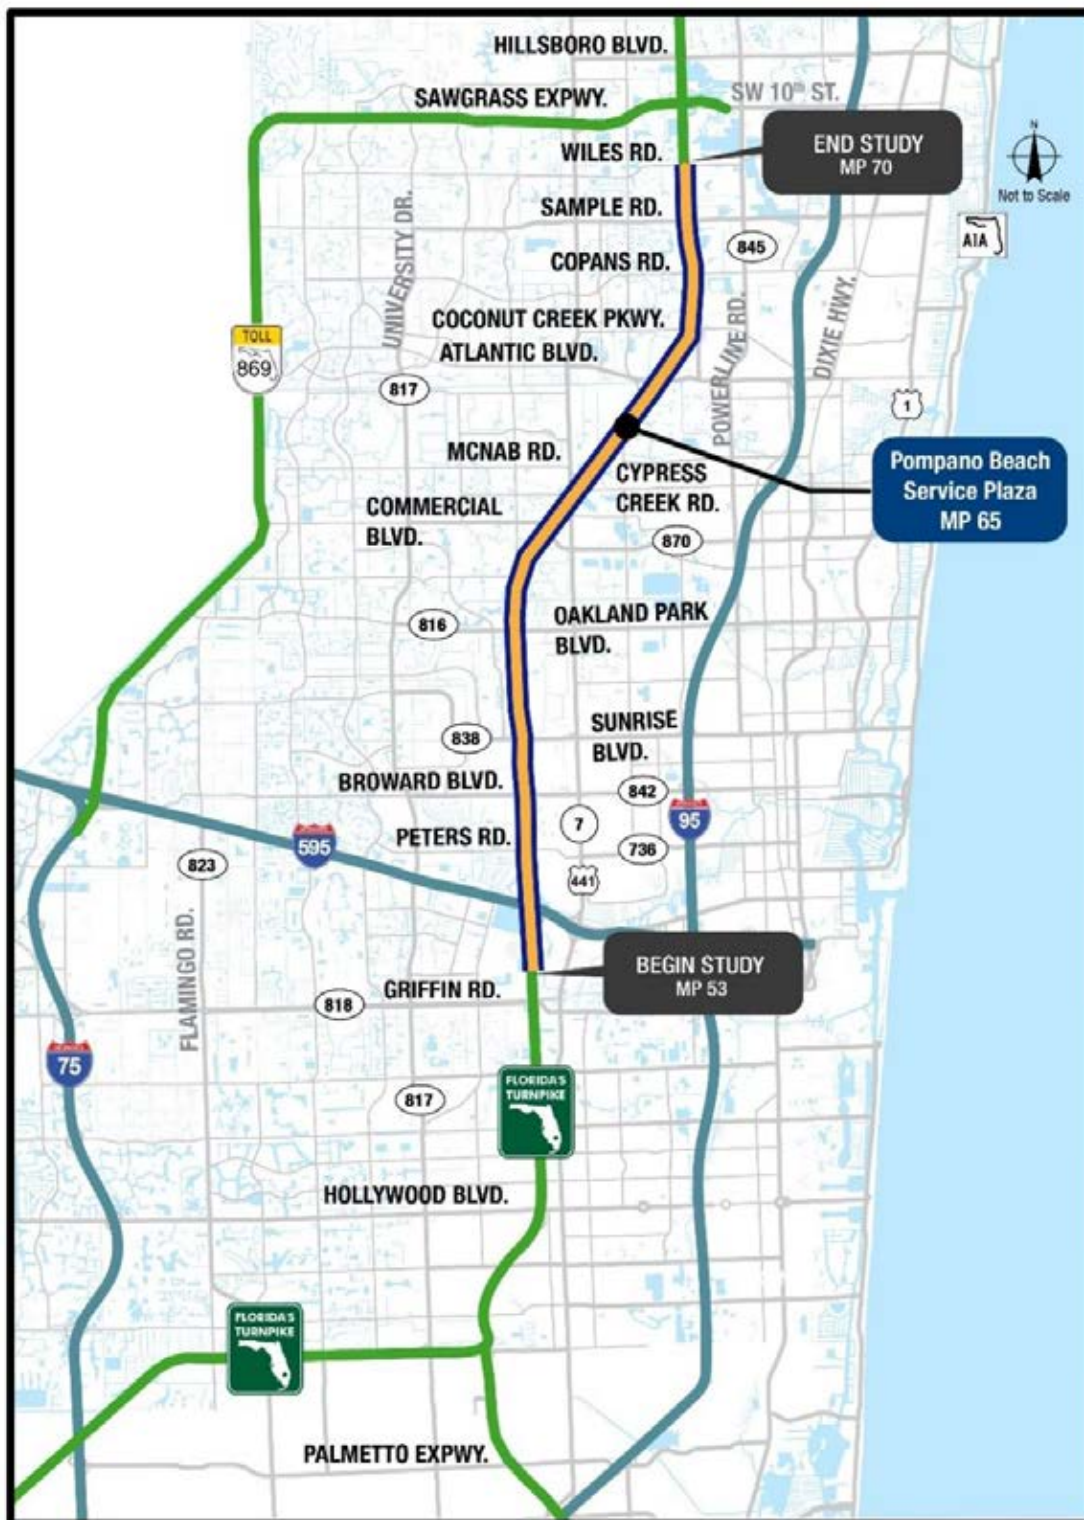 HILLSBORO BLVD.
SAWGRASS EXPWY.
SW 10th ST.
WILES RD.
END STUDY
MP 70
N
Not to Scale
SAMPLE RD.
UNIVERSITY DR.
845
A1A
COPANS RD.
COCONUT CREEK PKWY.
ATLANTIC BLVD.
POWERLINE RD.
DIXIE HWY.
TOLL
869
817
1
MCNAB RD.
CYPRESS
CREEK RD.
Pompano Beach
Service Plaza
MP 65
COMMERCIAL
BLVD.
870
816
OAKLAND PARK
BLVD.
838
SUNRISE
BLVD.
BROWARD BLVD.
842
7
95
PETERS RD.
736
595
823
441
FLAMINGO RD.
BEGIN STUDY
MP 53
GRIFFIN RD.
818
75
FLORIDA'S
TURNPIKE
817
HOLLYWOOD BLVD.
FLORIDA'S
TURNPIKE
PALMETTO EXPWY.